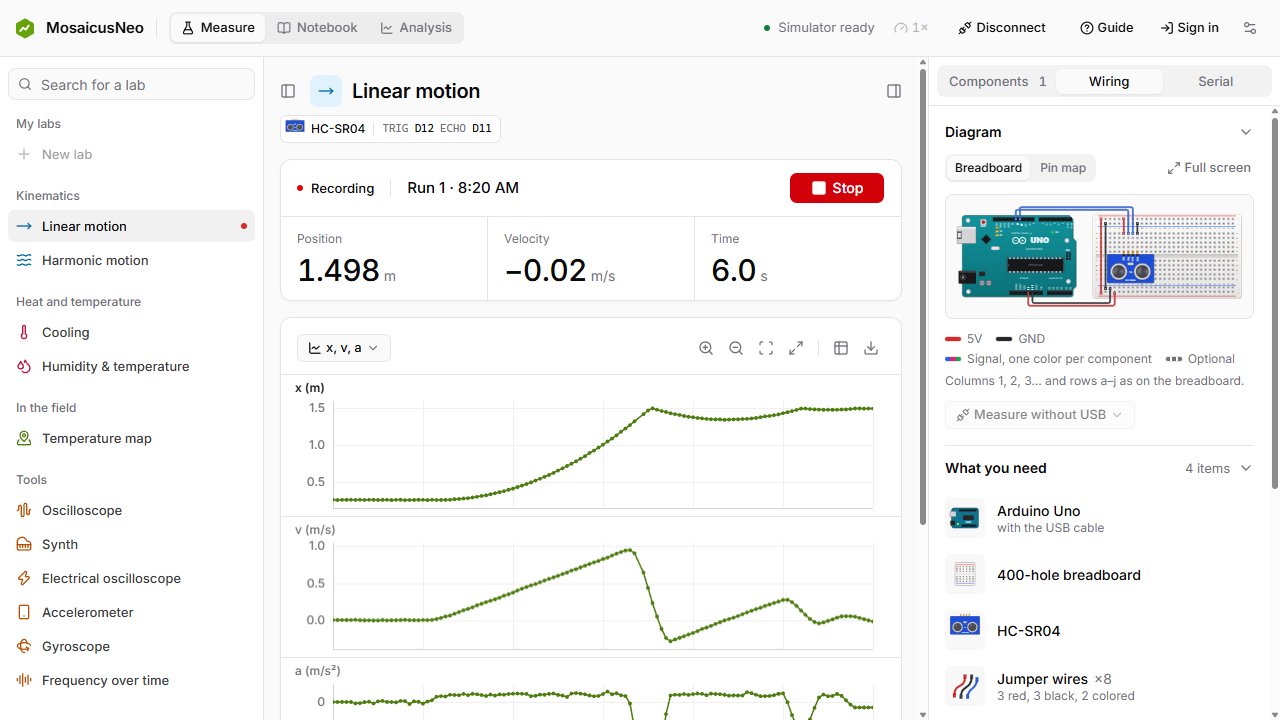 MosaicusNeo
Measure
Notebook
Analysis
Simulator ready
1×
Disconnect
Guide
Sign in
Search for a lab
My labs
New lab
Kinematics
Linear motion
Harmonic motion
Heat and temperature
Cooling
Humidity & temperature
In the field
Temperature map
Tools
Oscilloscope
Synth
Electrical oscilloscope
Accelerometer
Gyroscope
Frequency over time
Linear motion
HC-SR04
TRIG D12 ECHO D11
Recording
Run 1 · 8:20 AM
Stop
Position
1.498 m
Velocity
−0.02 m/s
Time
6.0 s
x, v, a
x (m)
1.5
1.0
0.5
v (m/s)
1.0
0.5
0.0
a (m/s²)
0
Components 1
Wiring
Serial
Diagram
Breadboard
Pin map
Full screen
UNO
5V
GND
Signal, one color per component
Optional
Columns 1, 2, 3… and rows a–j as on the breadboard.
Measure without USB
What you need
4 items
Arduino Uno
with the USB cable
400-hole breadboard
HC-SR04
Jumper wires ×8
3 red, 3 black, 2 colored